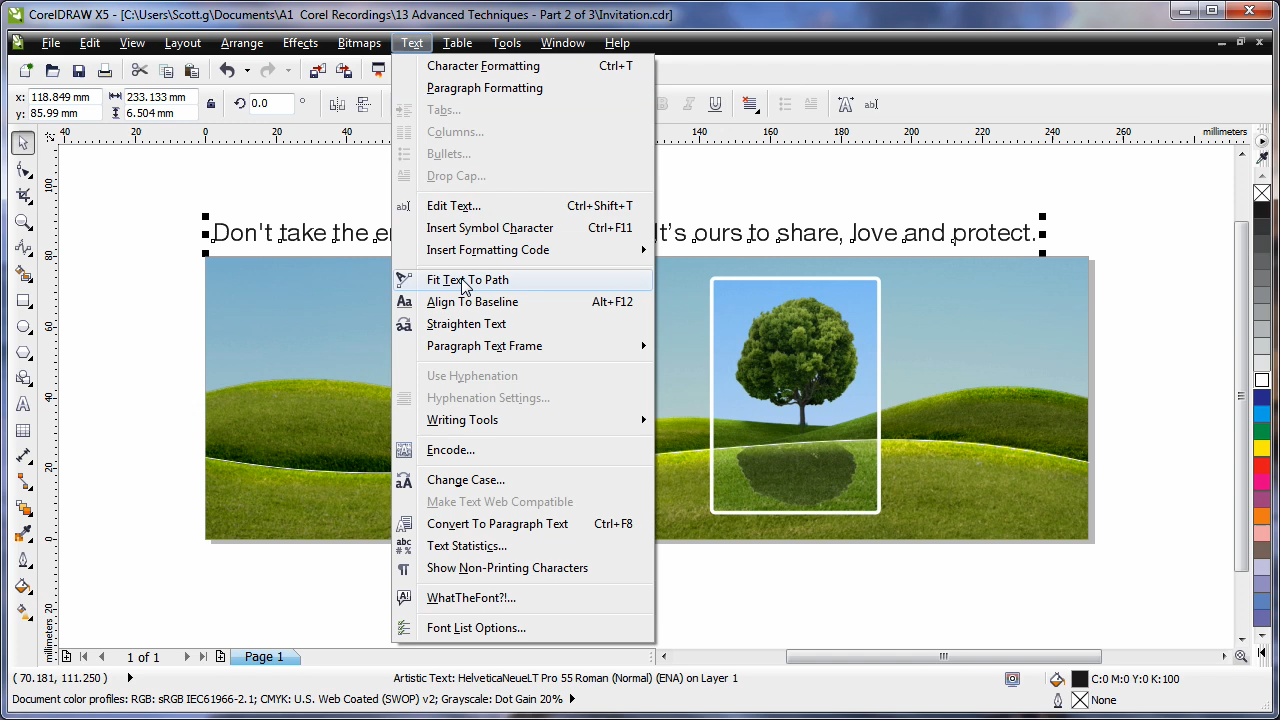 CorelDRAW X5 - [C:\Users\Scott.g\Documents\A1 Corel Recordings\13 Advanced Techniques - Part 2 of 3\Invitation.cdr]
File Edit View Layout Arrange Effects Bitmaps Text Table Tools Window Help
x: 118.849 mm 233.133 mm 0.0 °
y: 85.99 mm 6.504 mm
40 0 20 40 140 160 180 200 220 240 260 millimeters
Character Formatting Ctrl+T
Paragraph Formatting
Tabs...
Columns...
Bullets...
Drop Cap...
Edit Text... Ctrl+Shift+T
Insert Symbol Character Ctrl+F11
Insert Formatting Code
Fit Text To Path
Align To Baseline Alt+F12
Straighten Text
Paragraph Text Frame
Use Hyphenation
Hyphenation Settings...
Writing Tools
Encode...
Change Case...
Make Text Web Compatible
Convert To Paragraph Text Ctrl+F8
Text Statistics...
Show Non-Printing Characters
WhatTheFont?!...
Font List Options...
Don't take the It's ours to share, love and protect.
100
80
60
40
20
0
20
millimeters
1 of 1 Page 1
(70.181, 111.250) Artistic Text: HelveticaNeueLT Pro 55 Roman (Normal) (ENA) on Layer 1 C:0 M:0 Y:0 K:100
Document color profiles: RGB: sRGB IEC61966-2.1; CMYK: U.S. Web Coated (SWOP) v2; Grayscale: Dot Gain 20% None